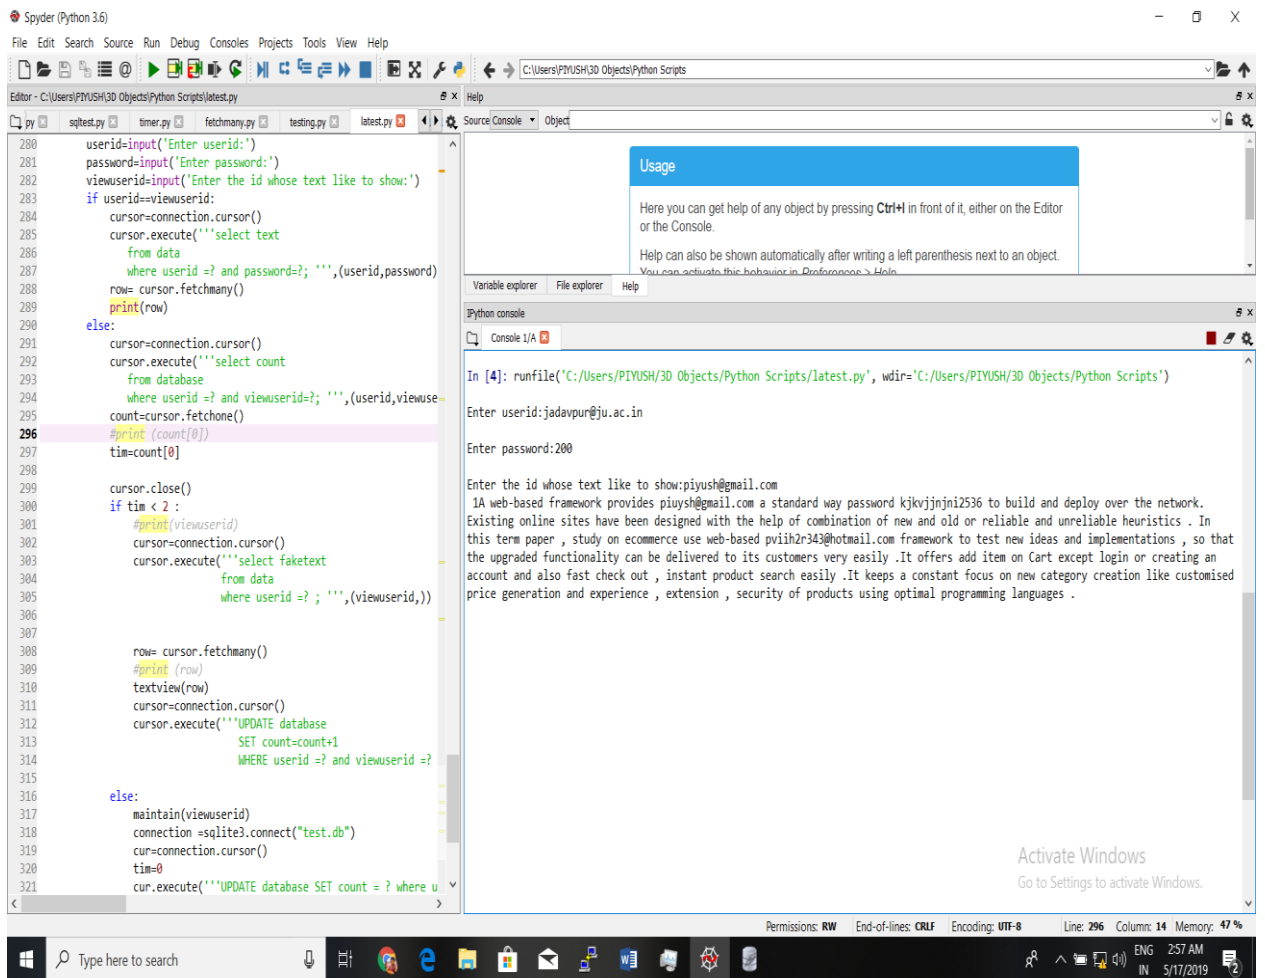 Spyder (Python 3.6)
File Edit Search Source Run Debug Consoles Projects Tools View Help
C:\Users\PIYUSH\3D Objects\Python Scripts
Editor - C:\Users\PIYUSH\3D Objects\Python Scripts\latest.py
py sqltest.py timer.py fetchmany.py testing.py latest.py
280 userid=input('Enter userid:')
281 password=input('Enter password:')
282 viewuserid=input('Enter the id whose text like to show:')
283 if userid==viewuserid:
284 cursor=connection.cursor()
285 cursor.execute('''select text
286 from data
287 where userid =? and password=?; ''',(userid,password)
288 row= cursor.fetchmany()
289 print(row)
290 else:
291 cursor=connection.cursor()
292 cursor.execute('''select count
293 from database
294 where userid =? and viewuserid=?; ''',(userid,viewuse
295 count=cursor.fetchone()
296 #print (count[0])
297 tim=count[0]
298
299 cursor.close()
300 if tim < 2 :
301 #print(viewuserid)
302 cursor=connection.cursor()
303 cursor.execute('''select faketext
304 from data
305 where userid =? ; ''',(viewuserid,))
306
307
308 row= cursor.fetchmany()
309 #print (row)
310 textview(row)
311 cursor=connection.cursor()
312 cursor.execute('''UPDATE database
313 SET count=count+1
314 WHERE userid =? and viewuserid =?
315
316 else:
317 maintain(viewuserid)
318 connection =sqlite3.connect("test.db")
319 cur=connection.cursor()
320 tim=0
321 cur.execute('''UPDATE database SET count = ? where u
Help
Source Console Object
Usage
Here you can get help of any object by pressing Ctrl+I in front of it, either on the Editor
or the Console.
Help can also be shown automatically after writing a left parenthesis next to an object.
You can activate this behavior in Preferences > Help.
Variable explorer File explorer Help
IPython console
Console 1/A
In [4]: runfile('C:/Users/PIYUSH/3D Objects/Python Scripts/latest.py', wdir='C:/Users/PIYUSH/3D Objects/Python Scripts')
Enter userid:jadavpur@ju.ac.in
Enter password:200
Enter the id whose text like to show:piyush@gmail.com
1A web-based framework provides piuysh@gmail.com a standard way password kjkvjjnjni2536 to build and deploy over the network.
Existing online sites have been designed with the help of combination of new and old or reliable and unreliable heuristics . In
this term paper , study on ecommerce use web-based pviih2r343@hotmail.com framework to test new ideas and implementations , so that
the upgraded functionality can be delivered to its customers very easily .It offers add item on Cart except login or creating an
account and also fast check out , instant product search easily .It keeps a constant focus on new category creation like customised
price generation and experience , extension , security of products using optimal programming languages .
Activate Windows
Go to Settings to activate Windows.
Permissions: RW End-of-lines: CRLF Encoding: UTF-8 Line: 296 Column: 14 Memory: 47 %
Type here to search
ENG 2:57 AM
IN 5/17/2019
2